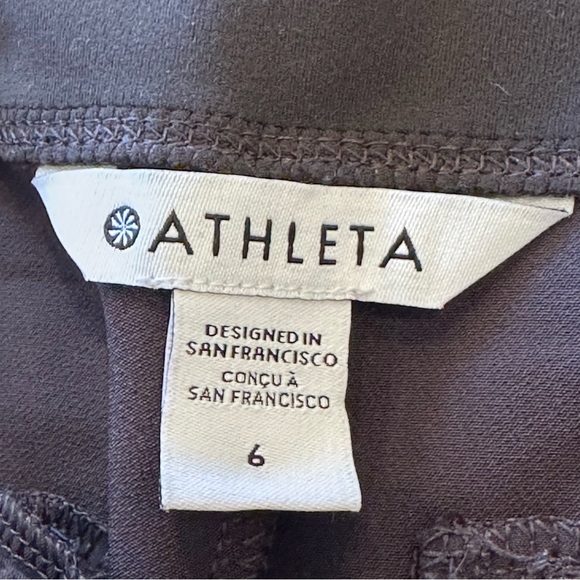 ATHLETA
DESIGNED IN
SAN FRANCISCO
CONÇU À
SAN FRANCISCO
6